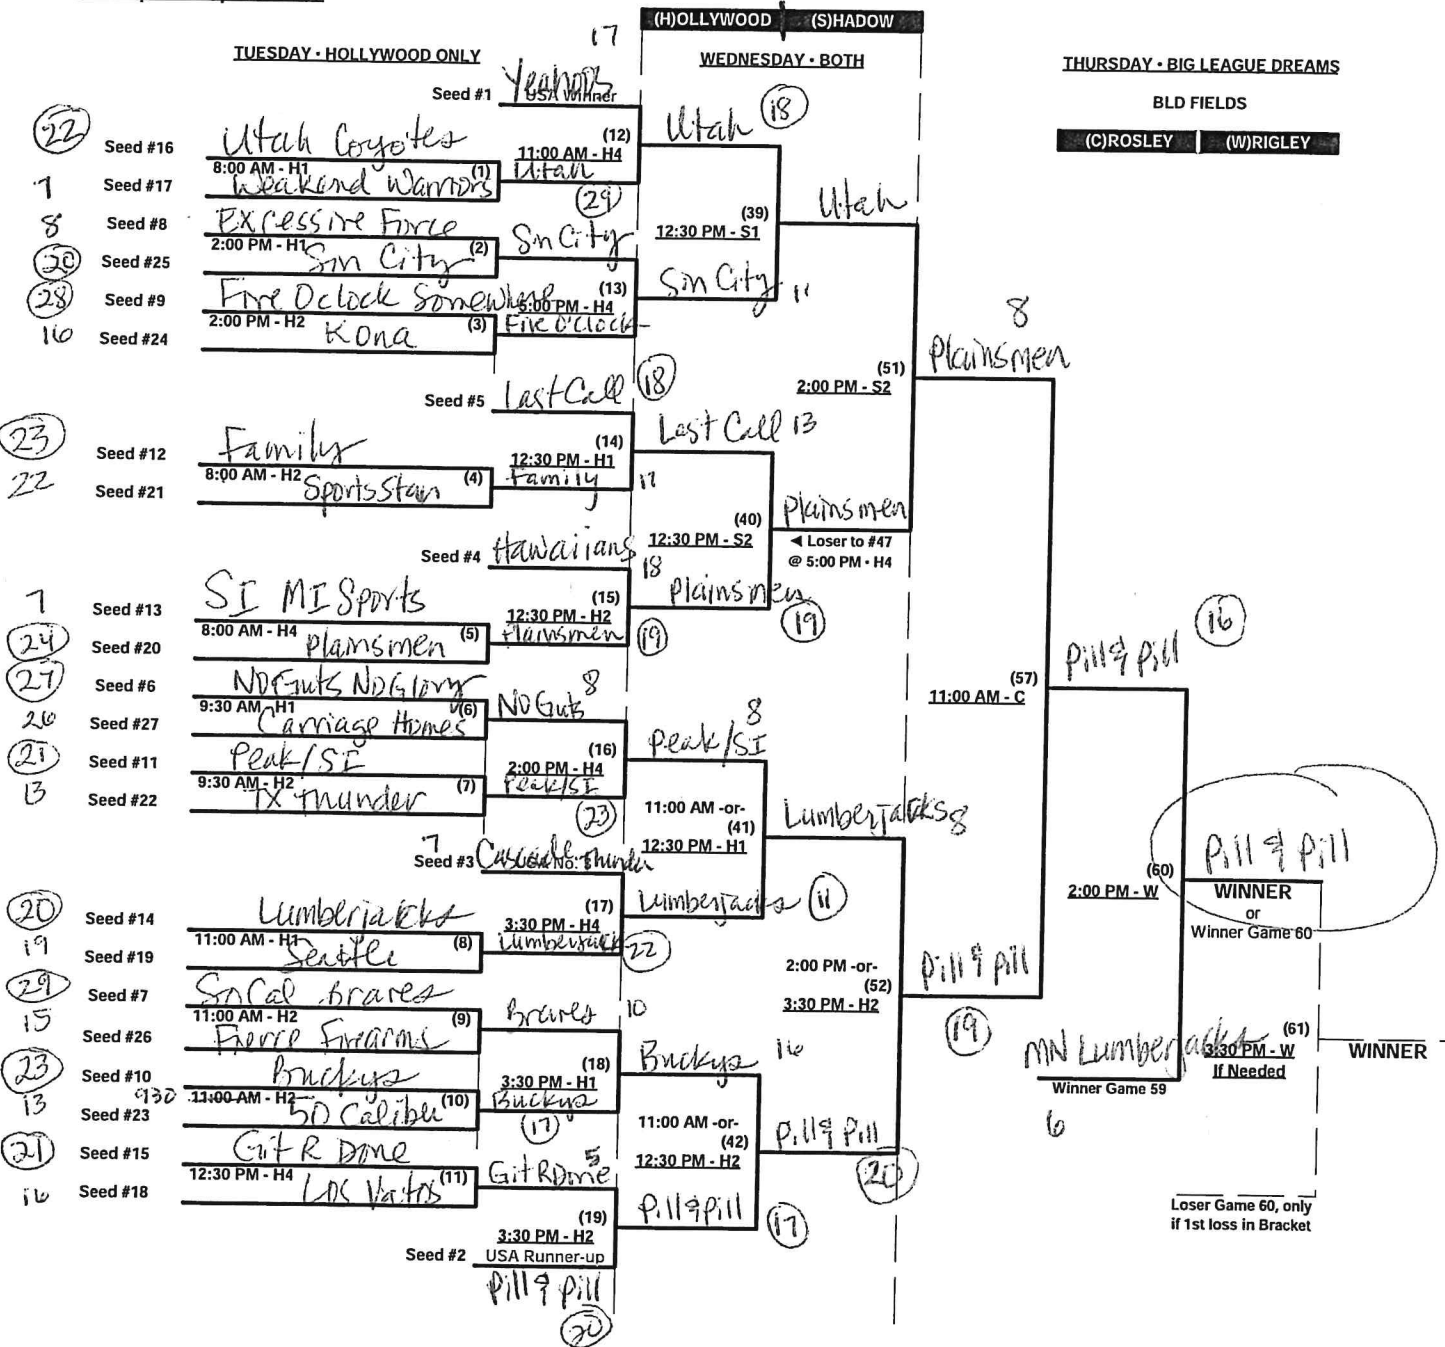 (H)OLLYWOOD (S)HADOW
17
TUESDAY • HOLLYWOOD ONLY
WEDNESDAY • BOTH
THURSDAY • BIG LEAGUE DREAMS
BLD FIELDS
(C)ROSLEY (W)RIGLEY
Seed #1 Yeahoos
USA Winner
22 Seed #16 Utah Coyotes
(12)
11:00 AM - H4
Utah 18
8:00 AM - H1 (1)
Utah
7 Seed #17 Weakend Warriors
29
Utah
8 Seed #8 Excessive Force
(39)
12:30 PM - S1
2:00 PM - H1 (2)
Sin City
20 Seed #25 Sin City
Sin City 11
28 Seed #9 Five Oclock Somewhere
(13)
5:00 PM - H4
2:00 PM - H2 (3)
Five O'Clock
16 Seed #24 Kona
8
Plainsmen
(51)
2:00 PM - S2
Seed #5 Last Call 18
Last Call 13
23 Seed #12 Family
(14)
12:30 PM - H1
8:00 AM - H2 (4)
Family 17
22 Seed #21 Sports Stan
Plainsmen
(40)
12:30 PM - S2
◄ Loser to #47
@ 5:00 PM • H4
Seed #4 Hawaiians
18
Plainsmen
19
7 Seed #13 SI MI Sports
(15)
12:30 PM - H2
8:00 AM - H4 (5)
Plainsmen 19
24 Seed #20 Plainsmen
Pill & Pill 16
(57)
11:00 AM - C
27 Seed #6 No Guts No Glory
8
9:30 AM - H1 (6)
No Guts
26 Seed #27 Carriage Homes
8
Peak/SI
21 Seed #11 Peak/SI
(16)
2:00 PM - H4
9:30 AM - H2 (7)
Peak/SI
13 Seed #22 TX Thunder
23
11:00 AM -or-
(41)
12:30 PM - H1
Lumberjacks 8
Pill & Pill
WINNER
or
Winner Game 60
(60)
2:00 PM - W
7
Seed #3 Cascade Thunder
20 Seed #14 Lumberjacks
(17)
3:30 PM - H4
Lumberjacks 11
11:00 AM - H1 (8)
Lumberjack 22
19 Seed #19 Seattle
2:00 PM -or-
(52)
3:30 PM - H2
Pill & Pill
19
29 Seed #7 SoCal Braves
11:00 AM - H2 (9)
Braves 10
15 Seed #26 Fierce Firearms
Buckys 16
MN Lumberjacks
Winner Game 59
6
(61)
3:30 PM - W
If Needed
WINNER
23 Seed #10 Buckys
(18)
3:30 PM - H1
930 11:00 AM - H2 (10)
Buckys
17
13 Seed #23 50 Caliber
11:00 AM -or-
(42)
12:30 PM - H2
Pill & Pill
20
21 Seed #15 Git R Done
12:30 PM - H4 (11)
Git R Done 5
16 Seed #18 Los Vatos
Pill & Pill 17
(19)
3:30 PM - H2
Seed #2 USA Runner-up
Pill & Pill
20
Loser Game 60, only
if 1st loss in Bracket